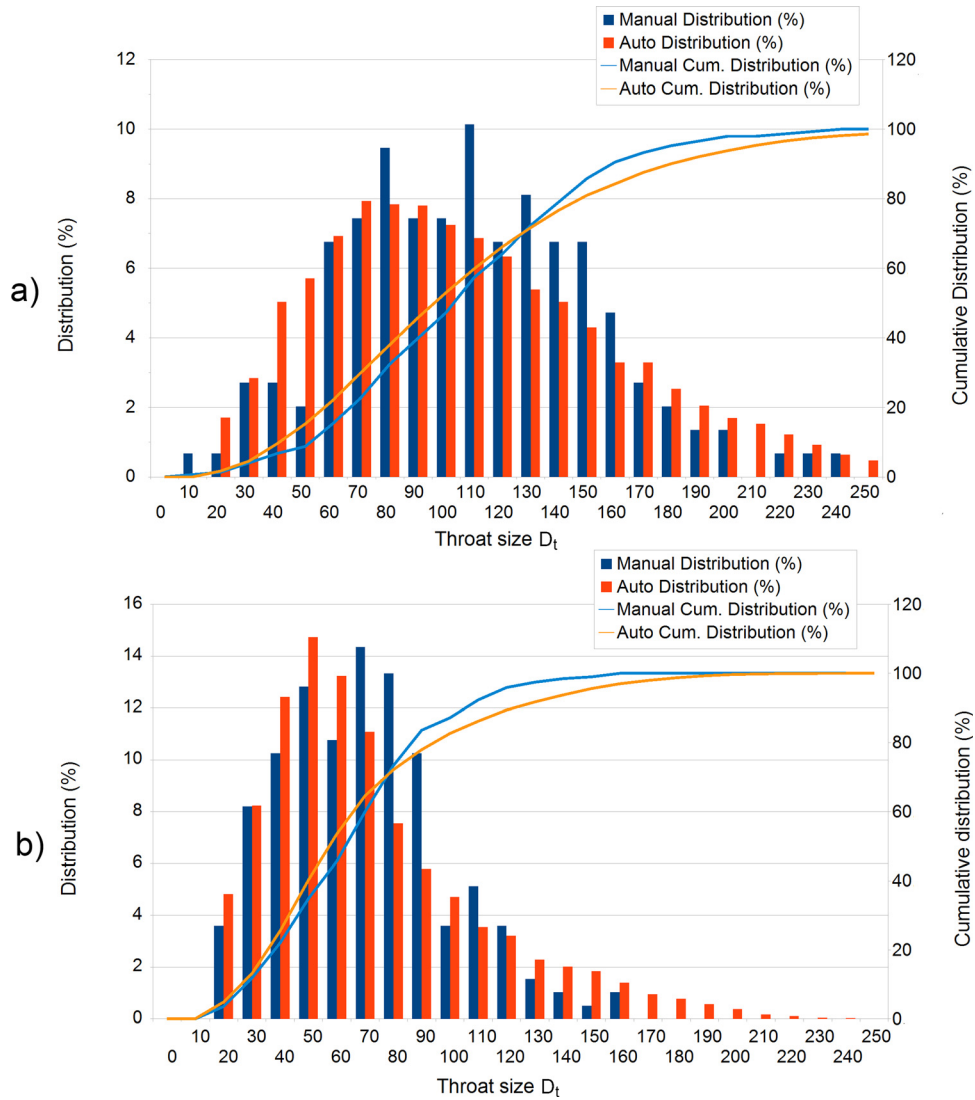 a)
Manual Distribution (%)
Auto Distribution (%)
Manual Cum. Distribution (%)
Auto Cum. Distribution (%)
12 120
10 100
8 80
6 60
4 40
2 20
0 0
Distribution (%)
Cumulative Distribution (%)
10 30 50 70 90 110 130 150 170 190 210 230 250
0 20 40 60 80 100 120 140 160 180 200 220 240
Throat size Dt
b)
Manual Distribution (%)
Auto Distribution (%)
Manual Cum. Distribution (%)
Auto Cum. Distribution (%)
16 120
14
100
12
10 80
8 60
6
40
4
2 20
0 0
Distribution (%)
Cumulative distribution (%)
10 30 50 70 90 110 130 150 170 190 210 230 250
0 20 40 60 80 100 120 140 160 180 200 220 240
Throat size Dt